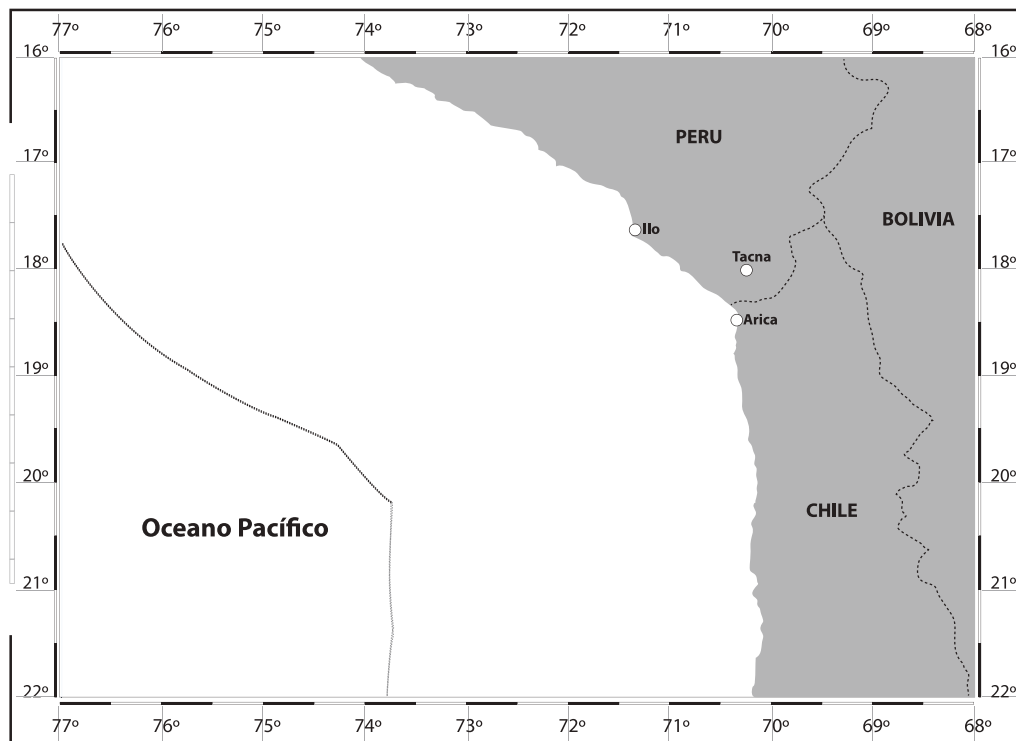 77º 76º 75º 74º 73º 72º 71º 70º 69º 68º
16º 16º
PERU
17º 17º
BOLIVIA
Ilo
Tacna
18º 18º
Arica
19º 19º
20º 20º
CHILE
Oceano Pacífico
21º 21º
22º 22º
77º 76º 75º 74º 73º 72º 71º 70º 69º 68º